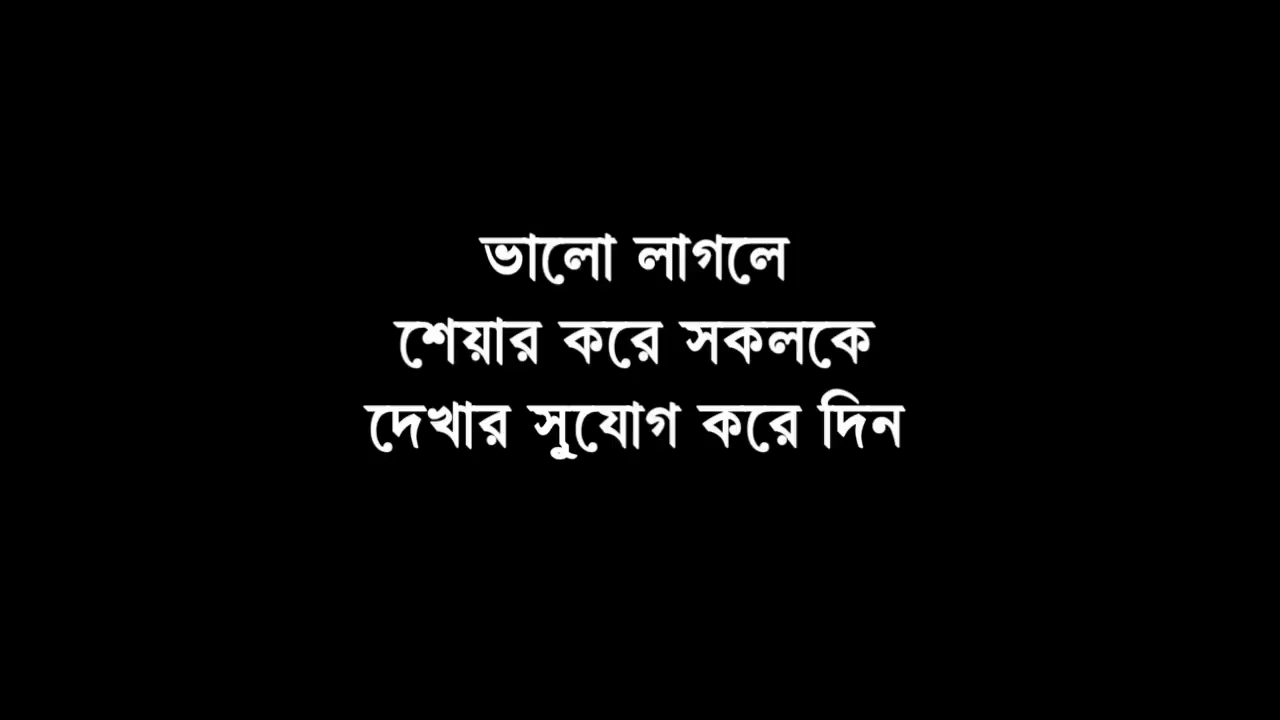 ভালো লাগলে
শেয়ার করে সকলকে
দেখার সুযোগ করে দিন